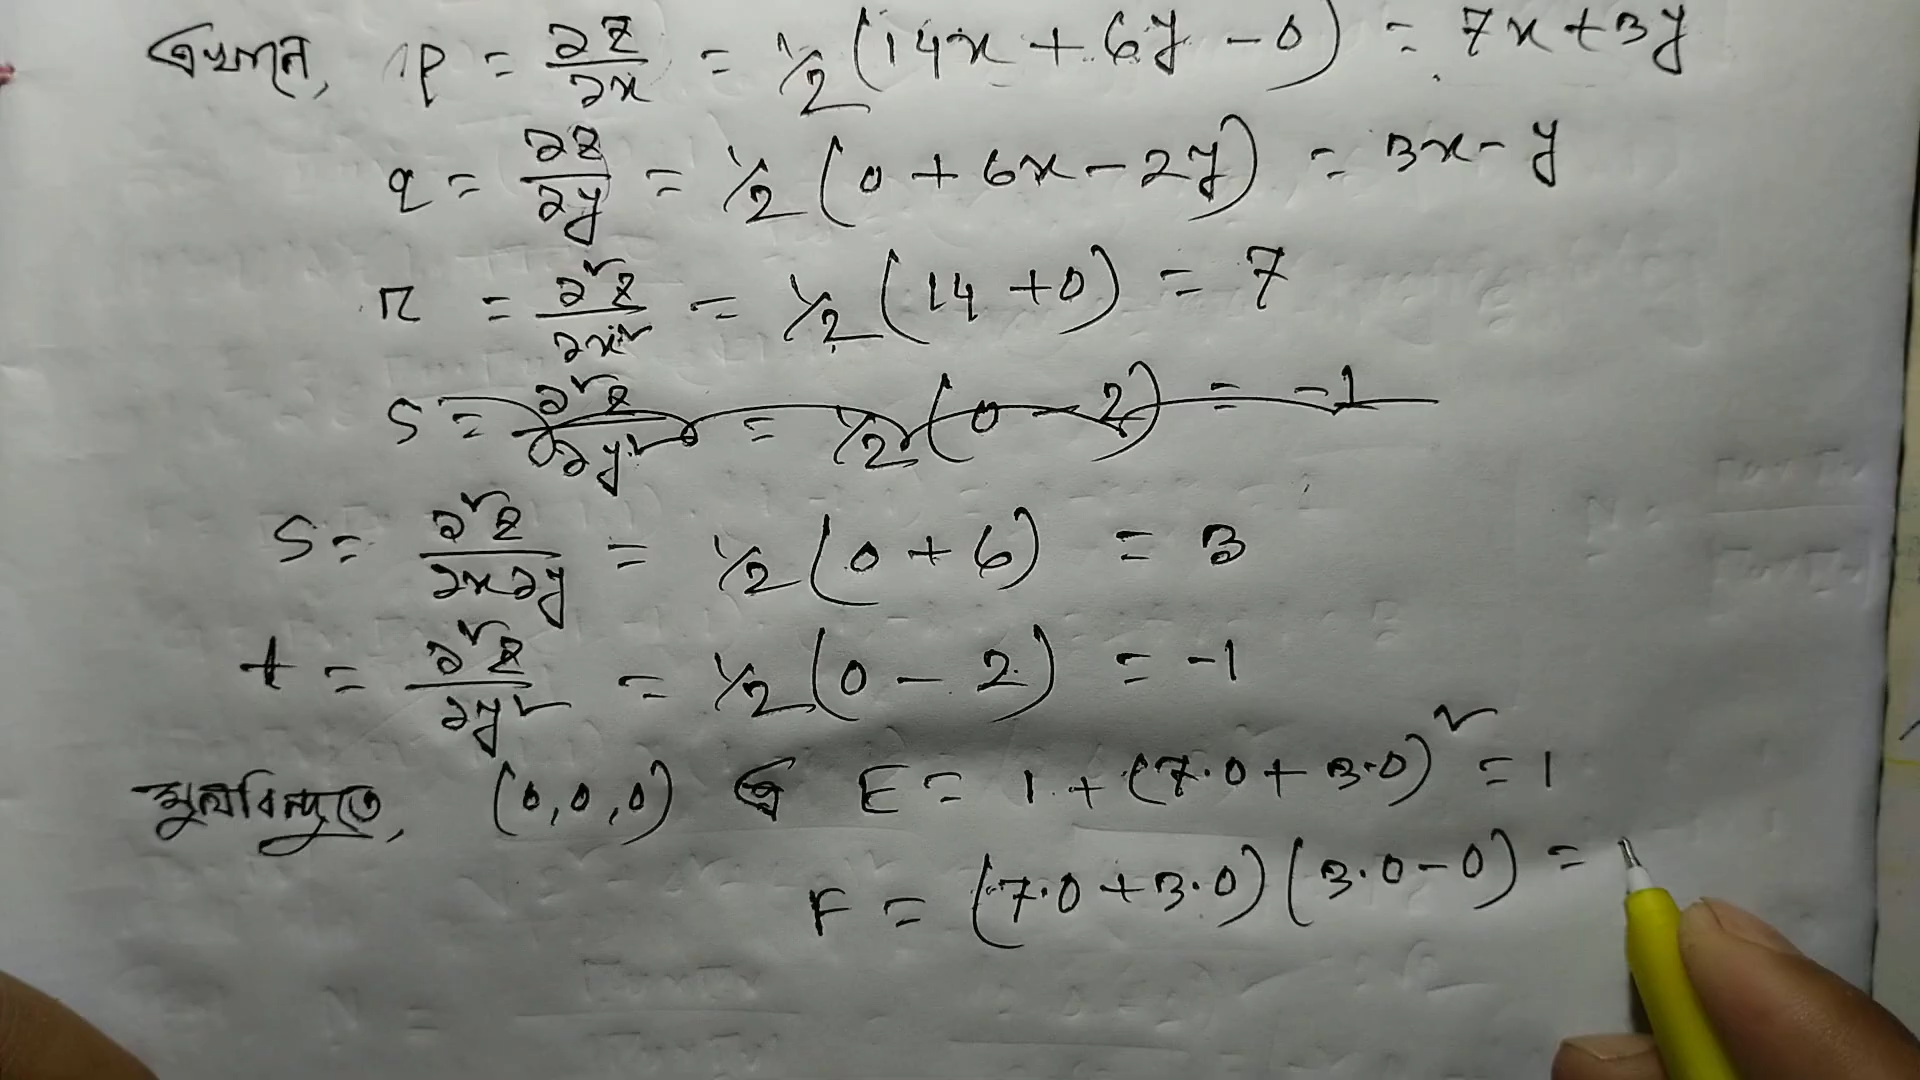 এখানে, p = ∂z/∂x = 1/2 (14x + 6y - 0) = 7x + 3y
q = ∂z/∂y = 1/2 (0 + 6x - 2y) = 3x - y
r = ∂²z/∂x² = 1/2 (14 + 0) = 7
S = ∂²z/∂y² = 1/2 (0 - 2) = -1
S = ∂²z/∂x∂y = 1/2 (0 + 6) = 3
t = ∂²z/∂y² = 1/2 (0 - 2) = -1
মূলবিন্দুতে, (0,0,0) এ E = 1 + (7.0 + 3.0)² = 1
F = (7.0 + 3.0) (3.0 - 0) =